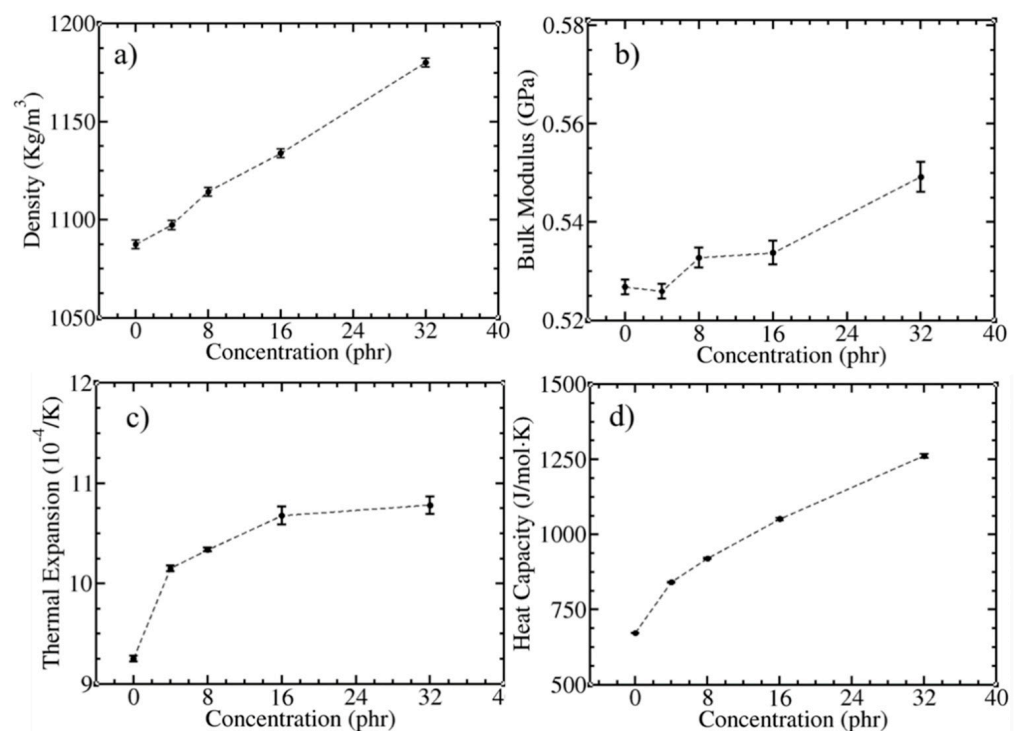 a)
1200
1150
1100
1050
Density (Kg/m³)
0 4 8 16 24 32 40
Concentration (phr)
b)
0.58
0.56
0.54
0.52
Bulk Modulus (GPa)
0 4 8 16 24 32 40
Concentration (phr)
c)
12
11
10
9
Thermal Expansion (10⁻⁴/K)
0 8 16 24 32 4
Concentration (phr)
d)
1500
1250
1000
750
500
Heat Capacity (J/mol·K)
0 8 16 24 32 40
Concentration (phr)